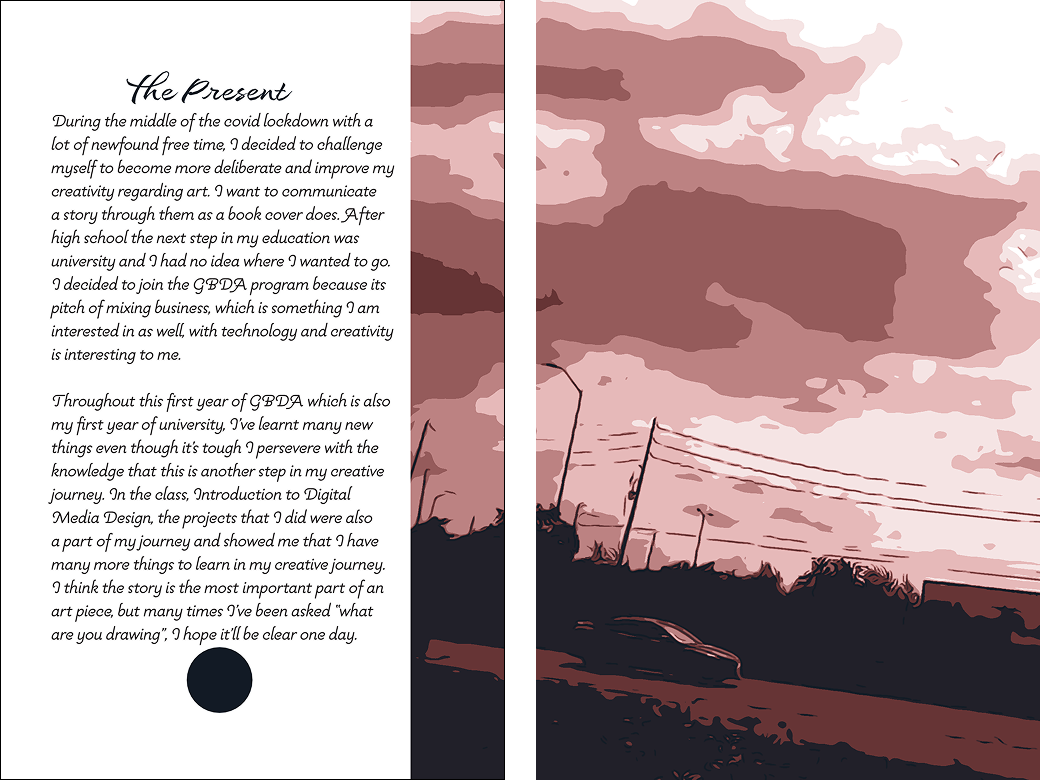 The Present
During the middle of the covid lockdown with a
lot of newfound free time, I decided to challenge
myself to become more deliberate and improve my
creativity regarding art. I want to communicate
a story through them as a book cover does. After
high school the next step in my education was
university and I had no idea where I wanted to go.
I decided to join the GBDA program because its
pitch of mixing business, which is something I am
interested in as well, with technology and creativity
is interesting to me.
Throughout this first year of GBDA which is also
my first year of university, I've learnt many new
things even though it's tough I persevere with the
knowledge that this is another step in my creative
journey. In the class, Introduction to Digital
Media Design, the projects that I did were also
a part of my journey and showed me that I have
many more things to learn in my creative journey.
I think the story is the most important part of an
art piece, but many times I've been asked "what
are you drawing", I hope it'll be clear one day.